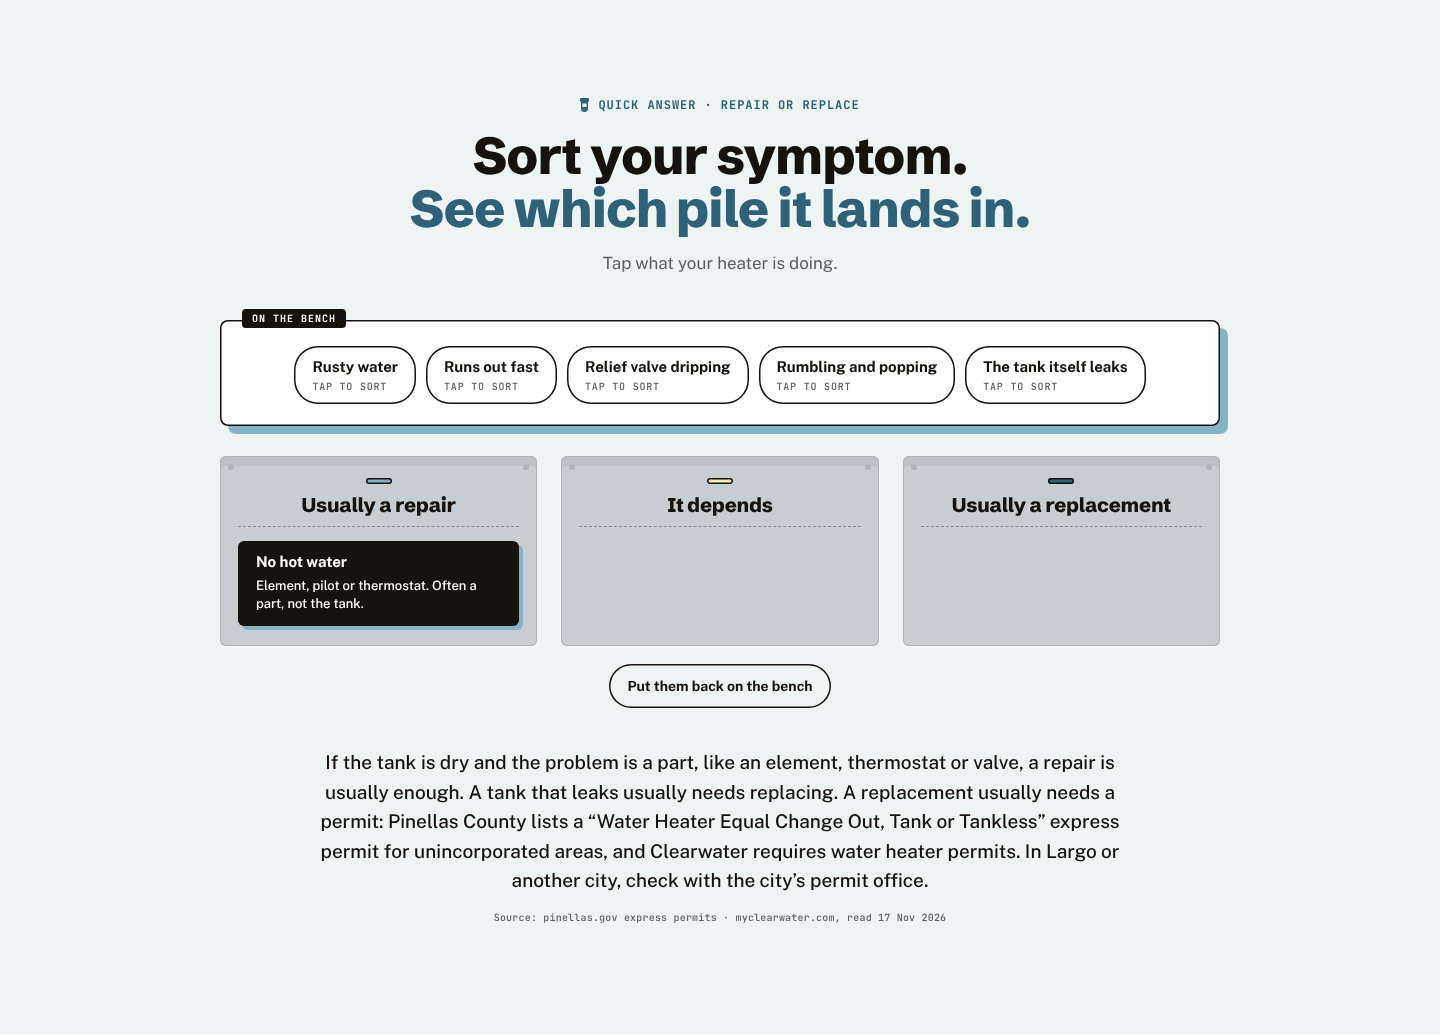 QUICK ANSWER · REPAIR OR REPLACE
Sort your symptom.
See which pile it lands in.
Tap what your heater is doing.
ON THE BENCH
Rusty water
TAP TO SORT
Runs out fast
TAP TO SORT
Relief valve dripping
TAP TO SORT
Rumbling and popping
TAP TO SORT
The tank itself leaks
TAP TO SORT
Usually a repair
No hot water
Element, pilot or thermostat. Often a
part, not the tank.
It depends
Usually a replacement
Put them back on the bench
If the tank is dry and the problem is a part, like an element, thermostat or valve, a repair is
usually enough. A tank that leaks usually needs replacing. A replacement usually needs a
permit: Pinellas County lists a “Water Heater Equal Change Out, Tank or Tankless” express
permit for unincorporated areas, and Clearwater requires water heater permits. In Largo or
another city, check with the city’s permit office.
Source: pinellas.gov express permits · myclearwater.com, read 17 Nov 2026